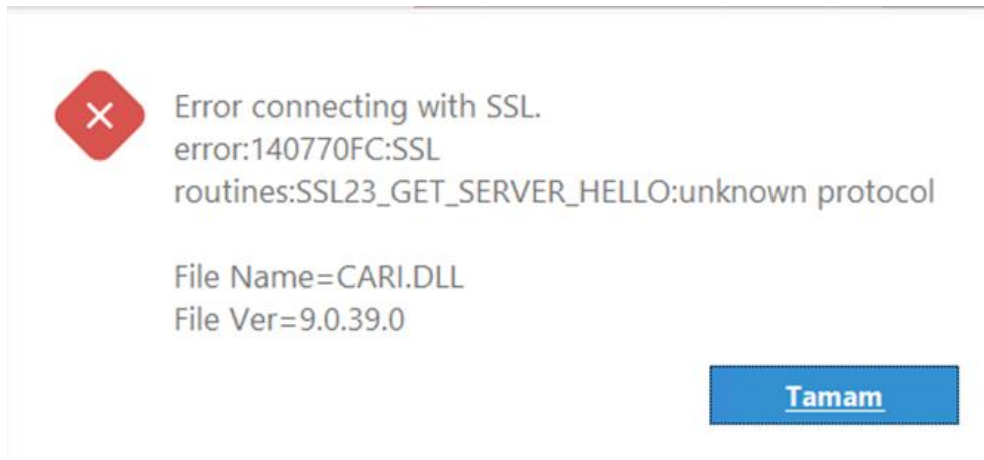 Error connecting with SSL.
error:140770FC:SSL
routines:SSL23_GET_SERVER_HELLO:unknown protocol
File Name=CARI.DLL
File Ver=9.0.39.0
Tamam